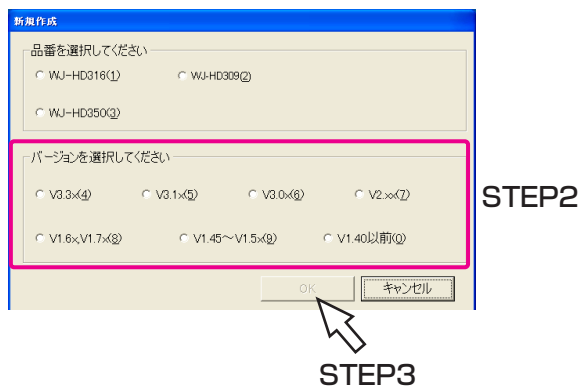 新規作成
品番を選択してください
WJ-HD316(1) WJ-HD309(2)
WJ-HD350(3)
バージョンを選択してください
V3.3x(4) V3.1x(5) V3.0x(6) V2.xx(7)
STEP2
V1.6x,V1.7x(8) V1.45～V1.5x(9) V1.40以前(0)
OK キャンセル
STEP3